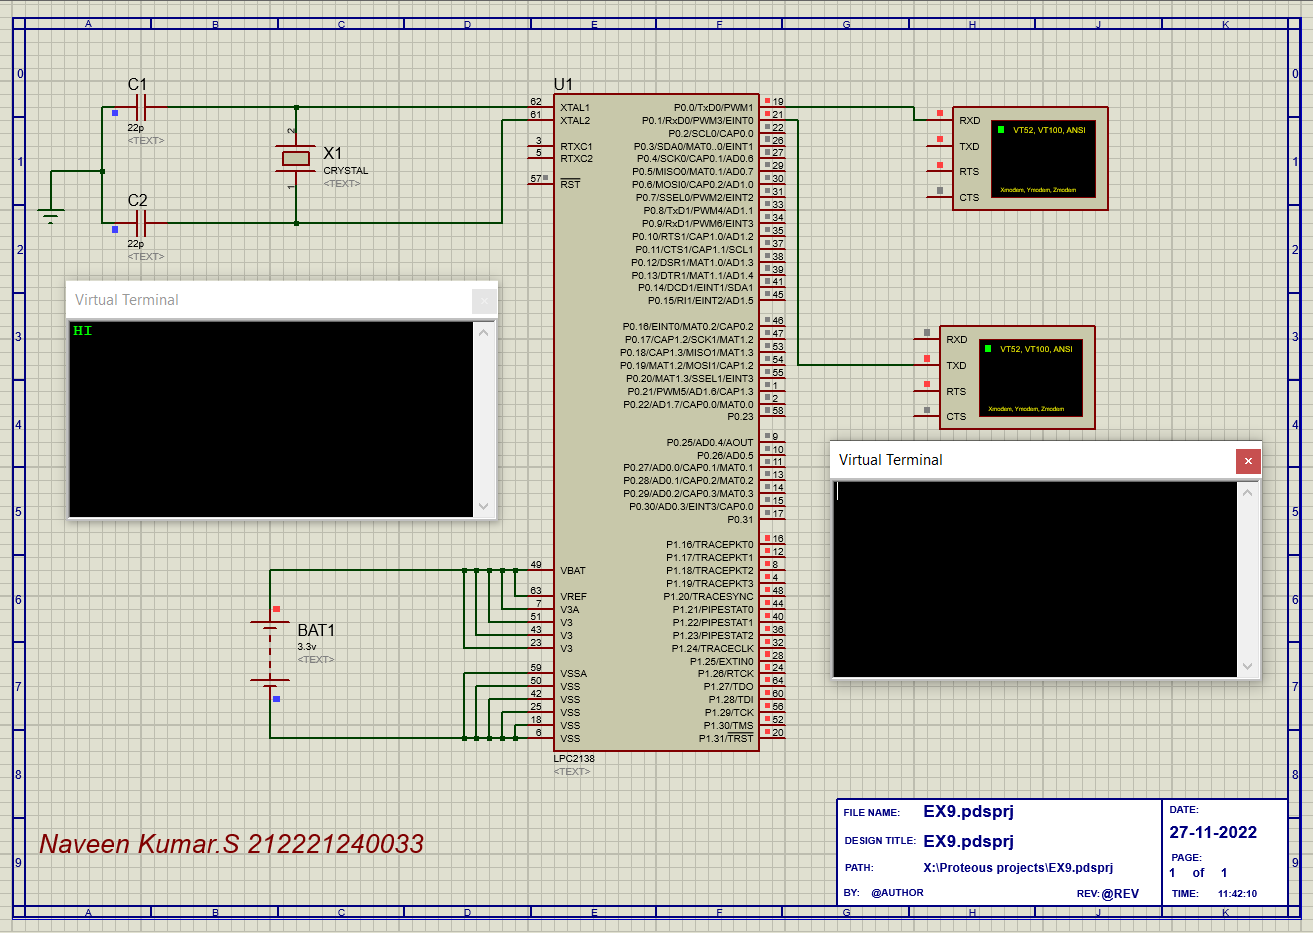 A B C D E F G H J K
0 0
1 1
2 2
3 3
4 4
5 5
6 6
7 7
8 8
9 9
C1
22p
<TEXT>
C2
22p
<TEXT>
2
X1
CRYSTAL
<TEXT>
1
U1
62 XTAL1
61 XTAL2
3 RTXC1
5 RTXC2
57 RST
49 VBAT
63 VREF
7 V3A
51 V3
43 V3
23 V3
59 VSSA
50 VSS
42 VSS
25 VSS
18 VSS
6 VSS
P0.0/TxD0/PWM1 19
P0.1/RxD0/PWM3/EINT0 21
P0.2/SCL0/CAP0.0 22
P0.3/SDA0/MAT0..0/EINT1 26
P0.4/SCK0/CAP0.1/AD0.6 27
P0.5/MISO0/MAT0.1/AD0.7 29
P0.6/MOSI0/CAP0.2/AD1.0 30
P0.7/SSEL0/PWM2/EINT2 31
P0.8/TxD1/PWM4/AD1.1 33
P0.9/RxD1/PWM6/EINT3 34
P0.10/RTS1/CAP1.0/AD1.2 35
P0.11/CTS1/CAP1.1/SCL1 37
P0.12/DSR1/MAT1.0/AD1.3 38
P0.13/DTR1/MAT1.1/AD1.4 39
P0.14/DCD1/EINT1/SDA1 41
P0.15/RI1/EINT2/AD1.5 45
P0.16/EINT0/MAT0.2/CAP0.2 46
P0.17/CAP1.2/SCK1/MAT1.2 47
P0.18/CAP1.3/MISO1/MAT1.3 53
P0.19/MAT1.2/MOSI1/CAP1.2 54
P0.20/MAT1.3/SSEL1/EINT3 55
P0.21/PWM5/AD1.6/CAP1.3 1
P0.22/AD1.7/CAP0.0/MAT0.0 2
P0.23 58
P0.25/AD0.4/AOUT 9
P0.26/AD0.5 10
P0.27/AD0.0/CAP0.1/MAT0.1 11
P0.28/AD0.1/CAP0.2/MAT0.2 13
P0.29/AD0.2/CAP0.3/MAT0.3 14
P0.30/AD0.3/EINT3/CAP0.0 15
P0.31 17
P1.16/TRACEPKT0 16
P1.17/TRACEPKT1 12
P1.18/TRACEPKT2 8
P1.19/TRACEPKT3 4
P1.20/TRACESYNC 48
P1.21/PIPESTAT0 44
P1.22/PIPESTAT1 40
P1.23/PIPESTAT2 36
P1.24/TRACECLK 32
P1.25/EXTIN0 28
P1.26/RTCK 24
P1.27/TDO 64
P1.28/TDI 60
P1.29/TCK 56
P1.30/TMS 52
P1.31/TRST 20
LPC2138
<TEXT>
RXD
TXD
RTS
CTS
VT52, VT100, ANSI
Xmodem, Ymodem, Zmodem
RXD
TXD
RTS
CTS
VT52, VT100, ANSI
Xmodem, Ymodem, Zmodem
Virtual Terminal
HI
Virtual Terminal
BAT1
3.3v
<TEXT>
Naveen Kumar.S 212221240033
FILE NAME: EX9.pdsprj
DESIGN TITLE: EX9.pdsprj
PATH: X:\Proteous projects\EX9.pdsprj
BY: @AUTHOR REV:@REV
DATE:
27-11-2022
PAGE:
1 of 1
TIME: 11:42:10
A B C D E F G H J K